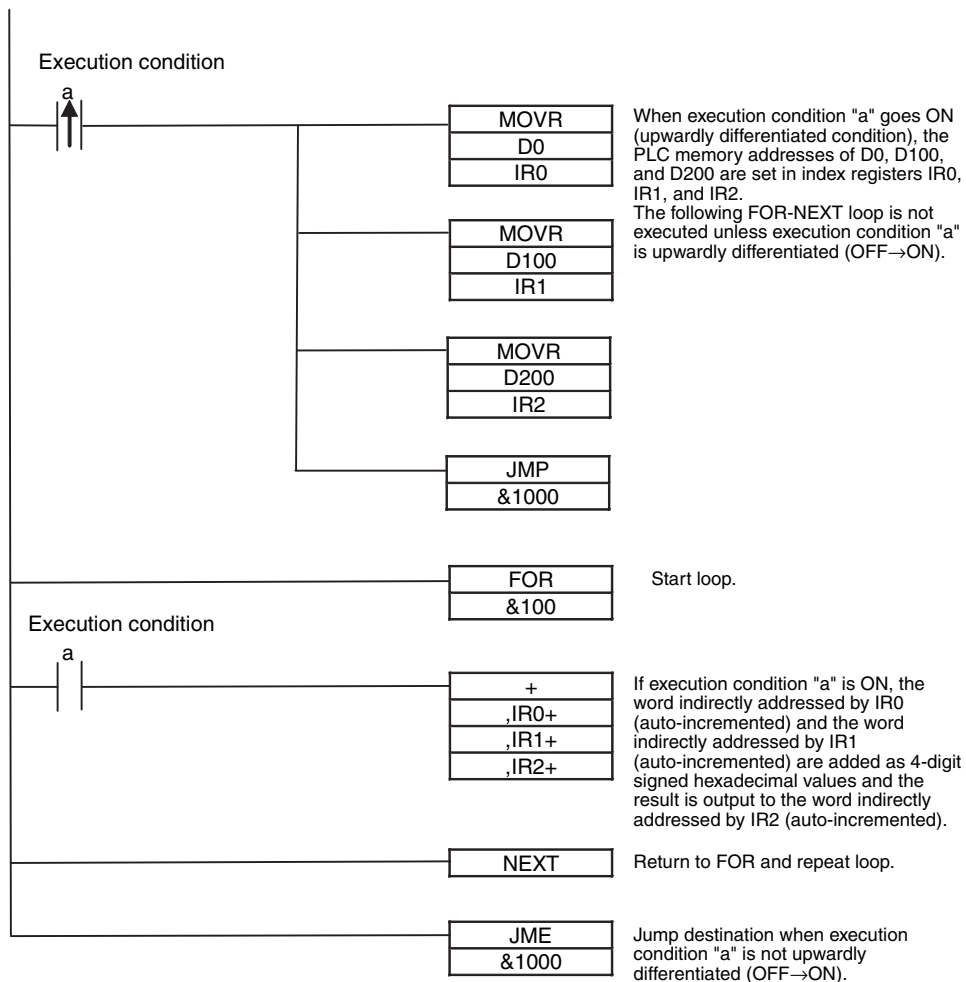 Execution condition
a
MOVR
D0
IR0
When execution condition "a" goes ON
(upwardly differentiated condition), the
PLC memory addresses of D0, D100,
and D200 are set in index registers IR0,
IR1, and IR2.
The following FOR-NEXT loop is not
executed unless execution condition "a"
is upwardly differentiated (OFF→ON).
MOVR
D100
IR1
MOVR
D200
IR2
JMP
&1000
FOR
&100
Start loop.
Execution condition
a
+
,IR0+
,IR1+
,IR2+
If execution condition "a" is ON, the
word indirectly addressed by IR0
(auto-incremented) and the word
indirectly addressed by IR1
(auto-incremented) are added as 4-digit
signed hexadecimal values and the
result is output to the word indirectly
addressed by IR2 (auto-incremented).
NEXT
Return to FOR and repeat loop.
JME
&1000
Jump destination when execution
condition "a" is not upwardly
differentiated (OFF→ON).